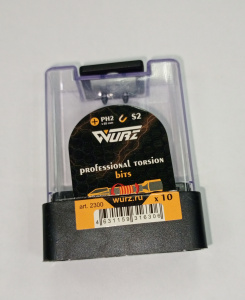 PH2 S2
WURZ
PROFESSIONAL TORSION
bits
art. 2300
wurz.ru x 10